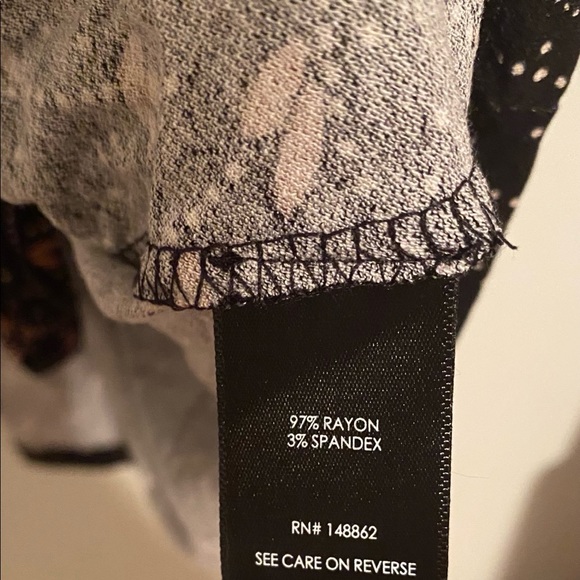 97% RAYON
3% SPANDEX
RN# 148862
SEE CARE ON REVERSE